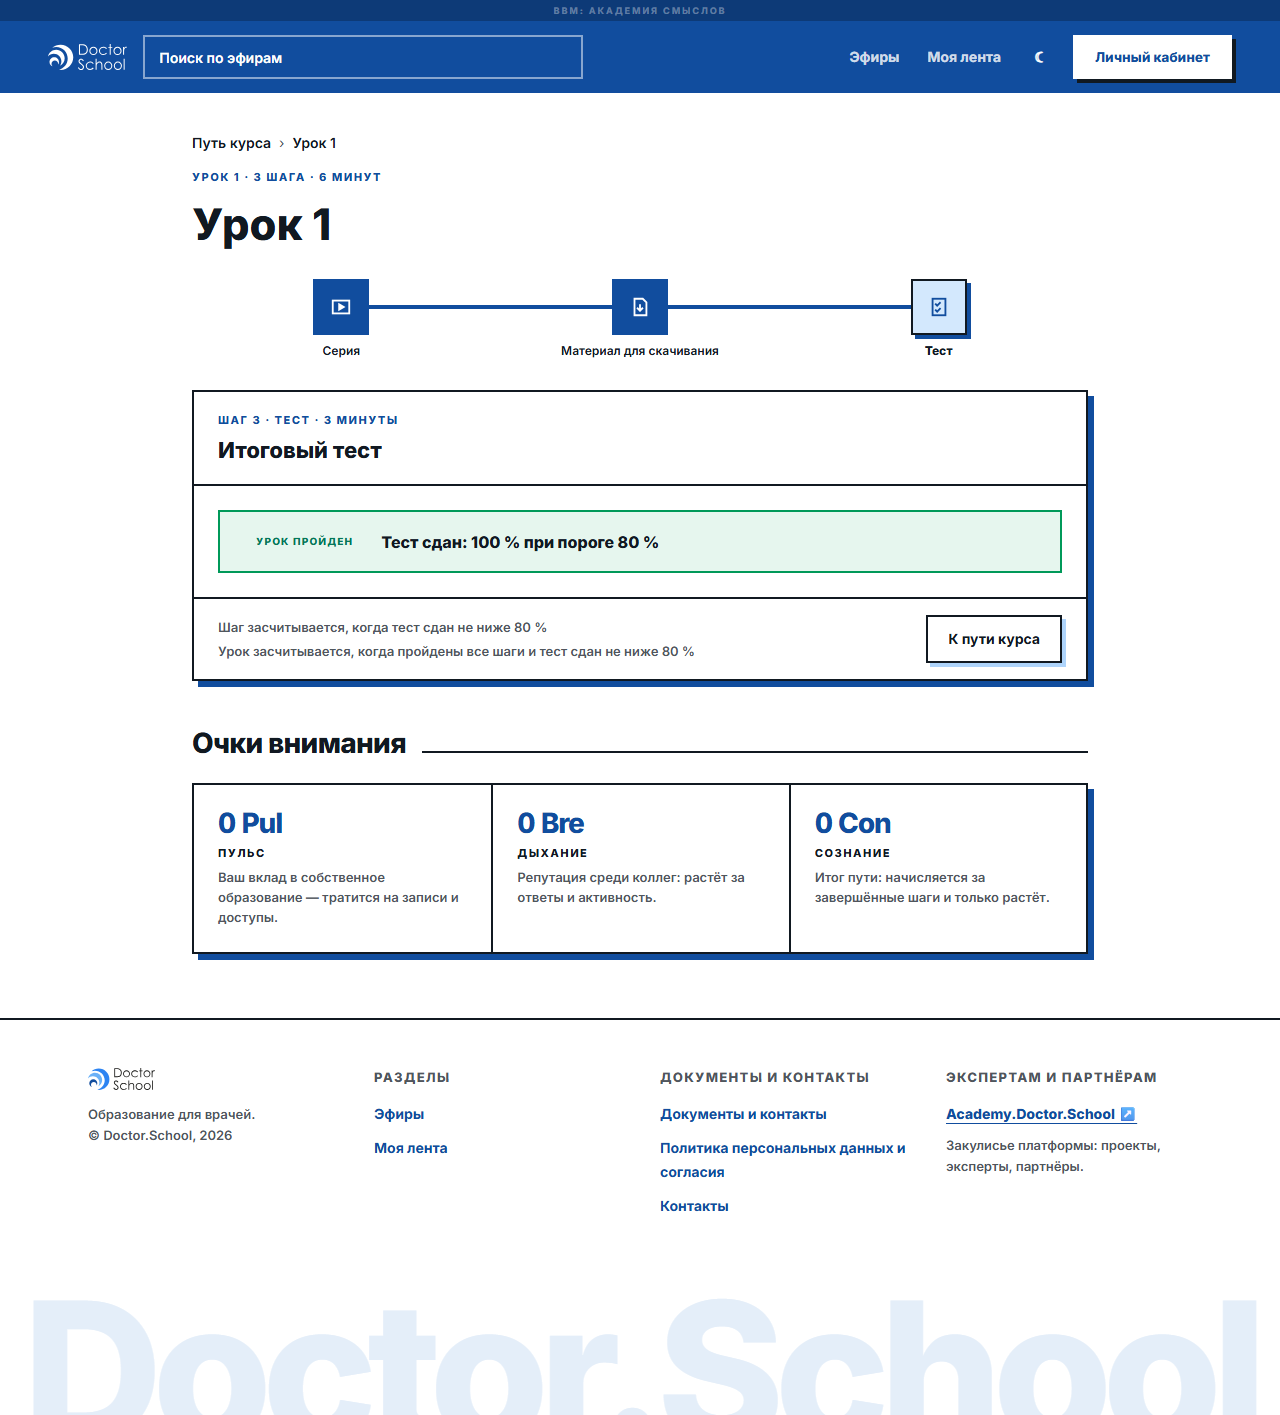 ВВМ: АКАДЕМИЯ СМЫСЛОВ
Doctor
School
Поиск по эфирам
Эфиры
Моя лента
Личный кабинет
Путь курса › Урок 1
УРОК 1 · 3 ШАГА · 6 МИНУТ
Урок 1
Серия
Материал для скачивания
Тест
ШАГ 3 · ТЕСТ · 3 МИНУТЫ
Итоговый тест
УРОК ПРОЙДЕН
Тест сдан: 100 % при пороге 80 %
Шаг засчитывается, когда тест сдан не ниже 80 %
Урок засчитывается, когда пройдены все шаги и тест сдан не ниже 80 %
К пути курса
Очки внимания
0 Pul
ПУЛЬС
Ваш вклад в собственное
образование — тратится на записи и
доступы.
0 Bre
ДЫХАНИЕ
Репутация среди коллег: растёт за
ответы и активность.
0 Con
СОЗНАНИЕ
Итог пути: начисляется за
завершённые шаги и только растёт.
Doctor
School
Образование для врачей.
© Doctor.School, 2026
РАЗДЕЛЫ
Эфиры
Моя лента
ДОКУМЕНТЫ И КОНТАКТЫ
Документы и контакты
Политика персональных данных и
согласия
Контакты
ЭКСПЕРТАМ И ПАРТНЁРАМ
Academy.Doctor.School ↗
Закулисье платформы: проекты,
эксперты, партнёры.
Doctor.School